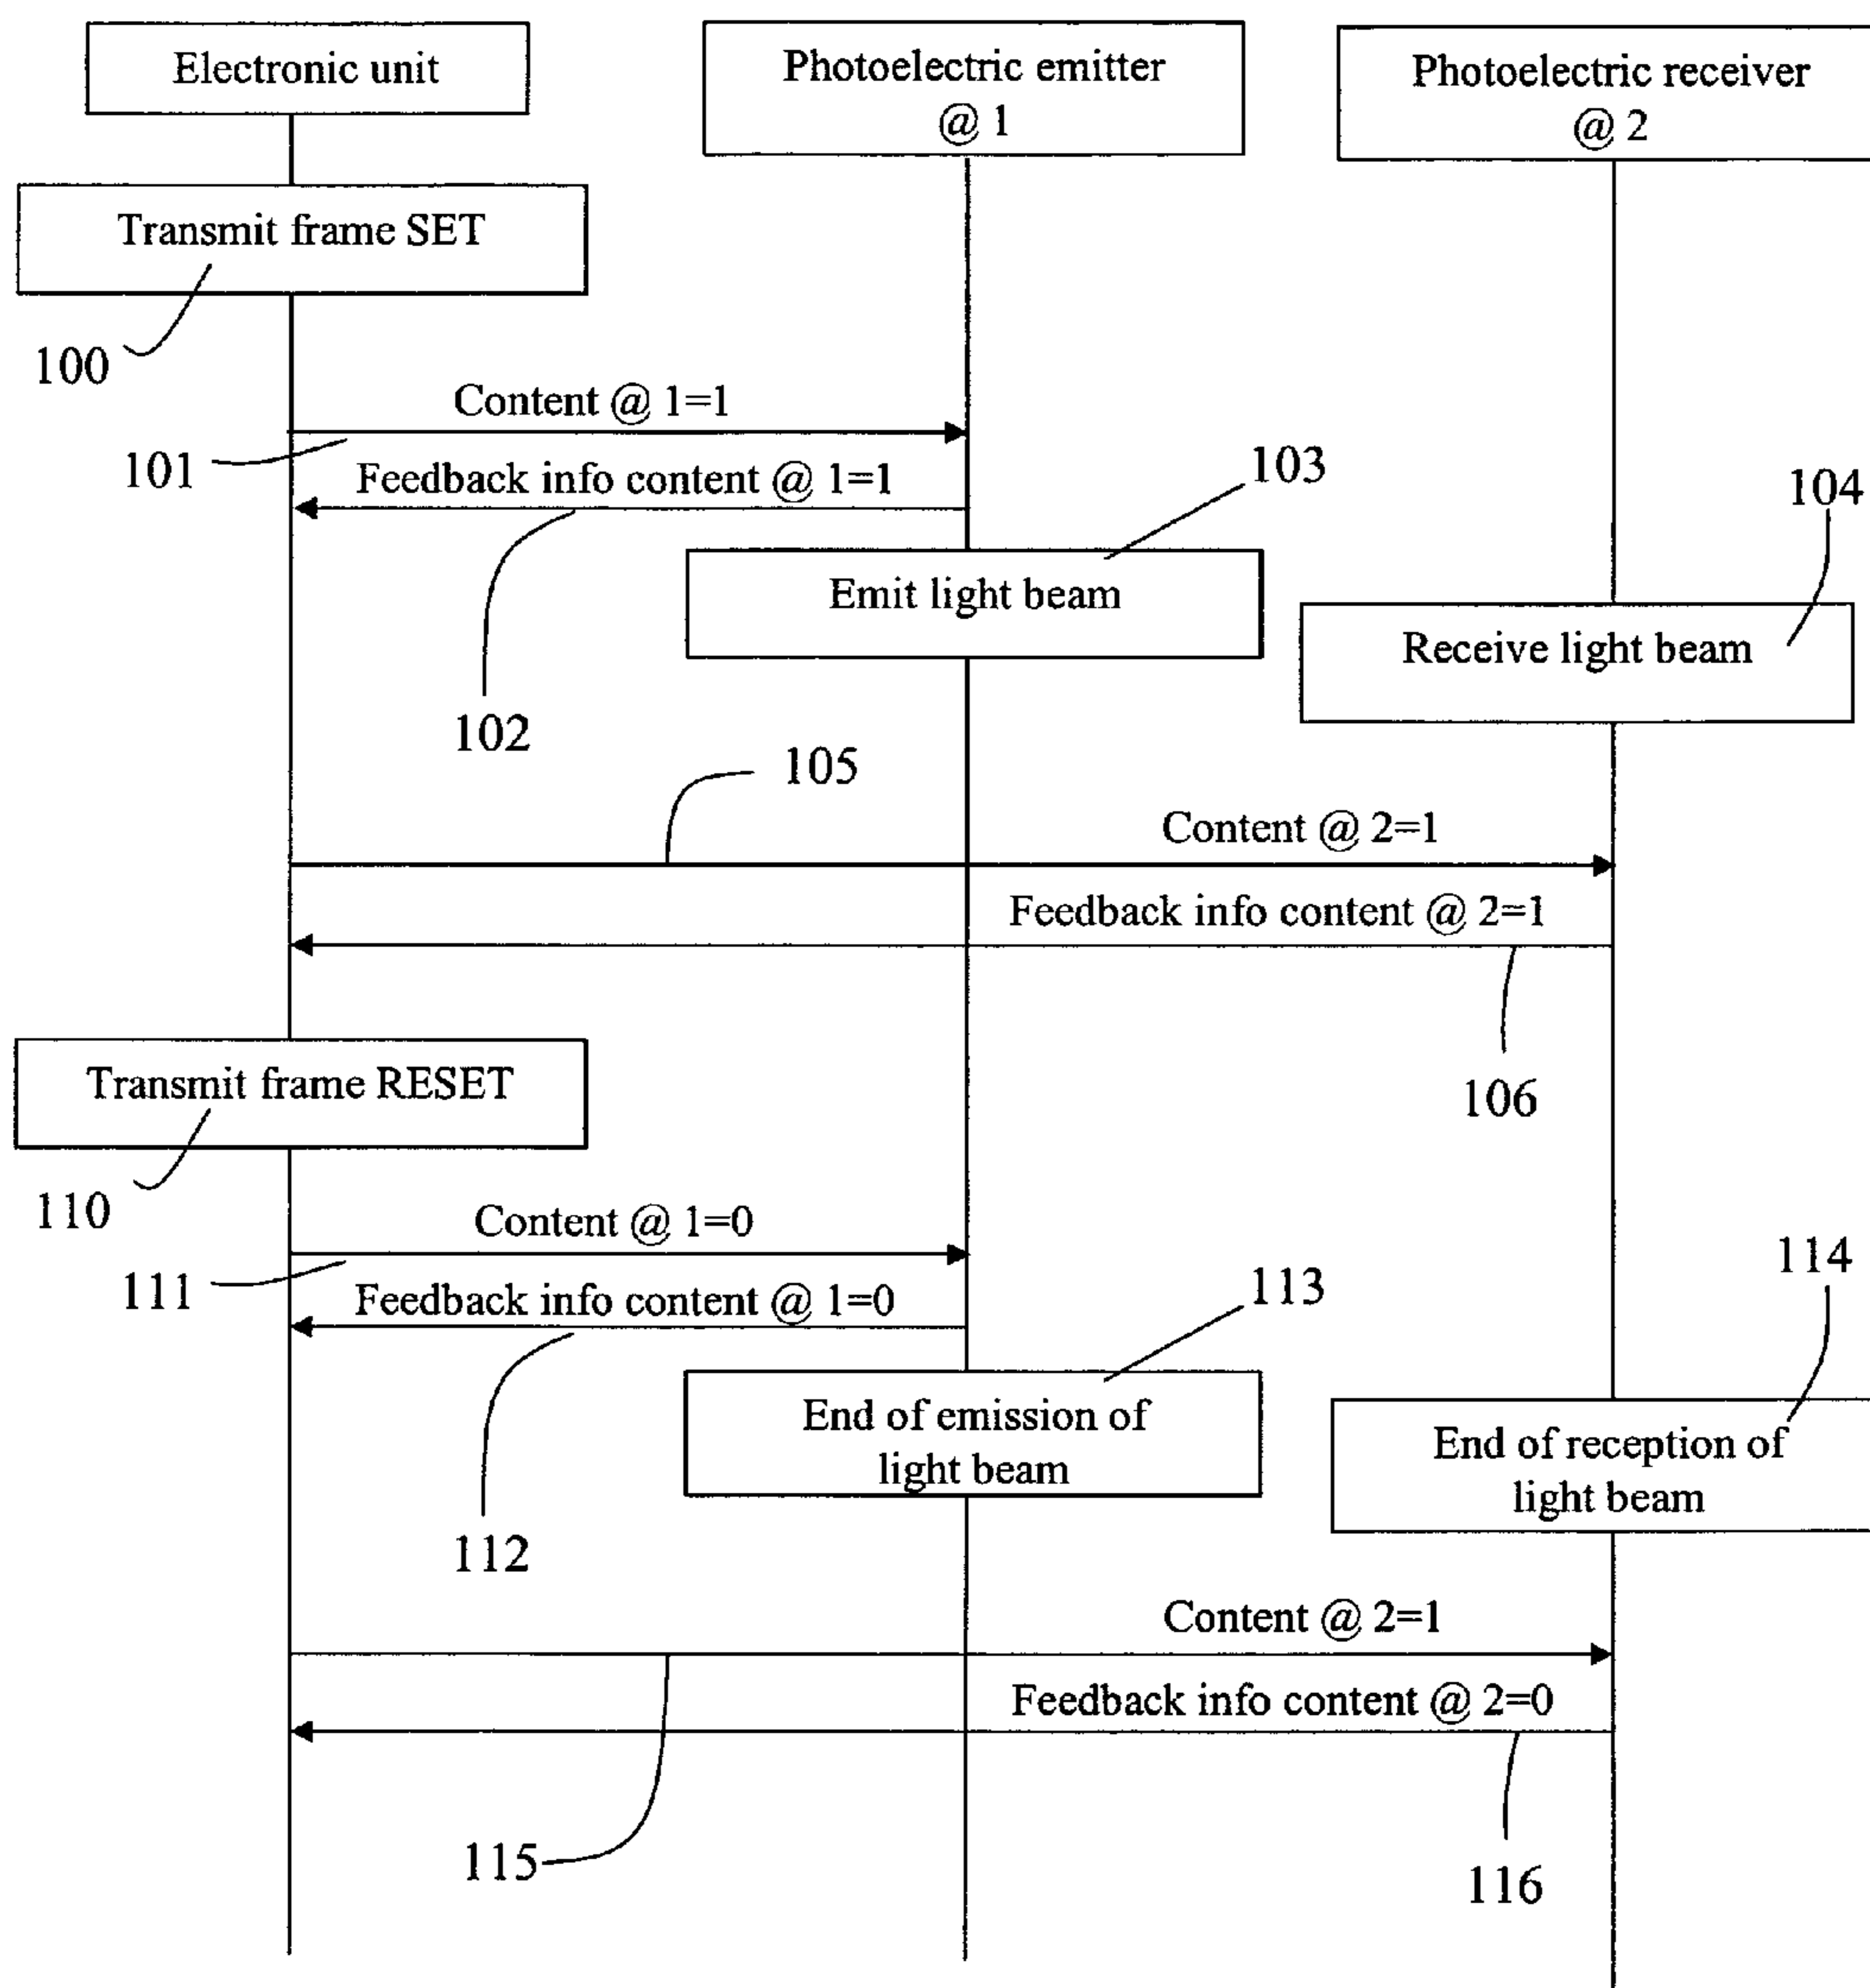 Electronic unit
Photoelectric emitter
@ 1
Photoelectric receiver
@ 2
Transmit frame SET
100
Content @ 1=1
101
Feedback info content @ 1=1
103
104
102
Emit light beam
Receive light beam
105
Content @ 2=1
Feedback info content @ 2=1
106
Transmit frame RESET
110
Content @ 1=0
111
Feedback info content @ 1=0
113
114
112
End of emission of
light beam
End of reception of
light beam
Content @ 2=1
Feedback info content @ 2=0
115
116